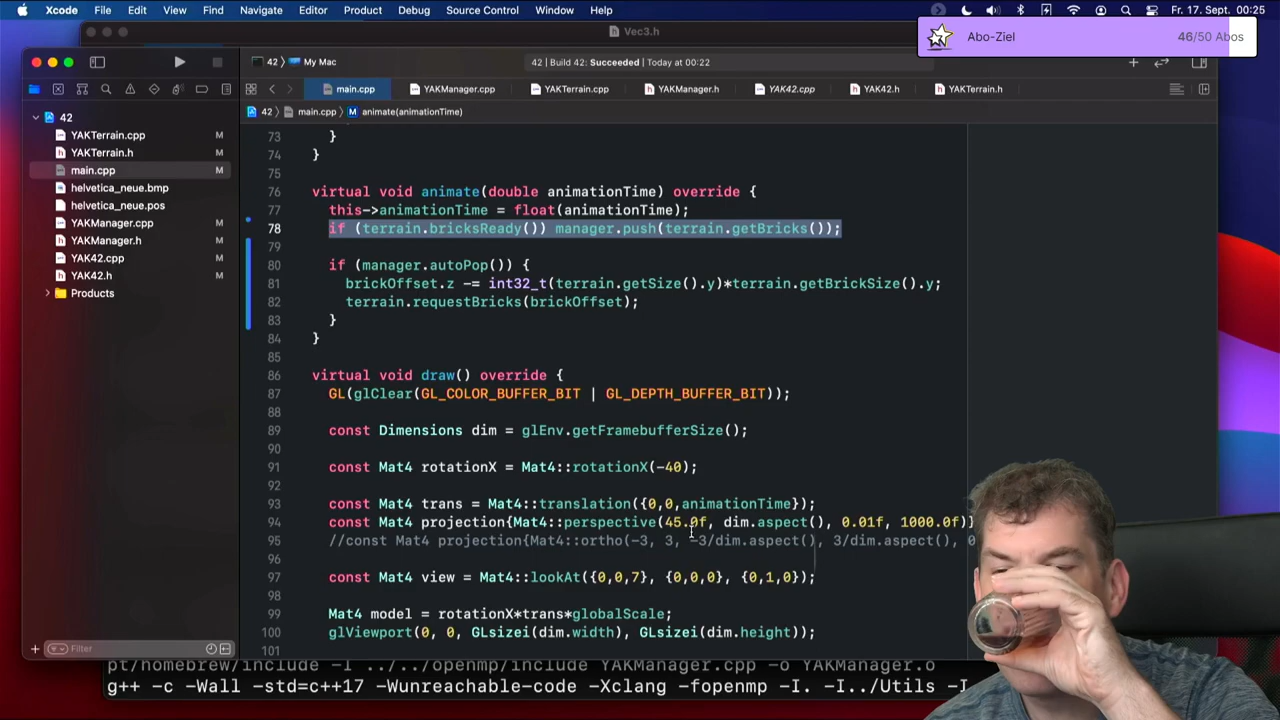 Xcode File Edit View Find Navigate Editor Product Debug Source Control Window Help Fr. 17. Sept. 00:25
Vec3.h
Abo-Ziel 46/50 Abos
42 〉 My Mac 42 | Build 42: Succeeded | Today at 00:22
main.cpp YAKManager.cpp YAKTerrain.cpp YAKManager.h YAK42.cpp YAK42.h YAKTerrain.h
42 〉 main.cpp 〉 M animate(animationTime)
42
YAKTerrain.cpp M
YAKTerrain.h M
main.cpp M
helvetica_neue.bmp
helvetica_neue.pos
YAKManager.cpp M
YAKManager.h M
YAK42.cpp M
YAK42.h M
Products
Filter
73 }
74 }
75
76 virtual void animate(double animationTime) override {
77 this->animationTime = float(animationTime);
78 if (terrain.bricksReady()) manager.push(terrain.getBricks());
79
80 if (manager.autoPop()) {
81 brickOffset.z -= int32_t(terrain.getSize().y)*terrain.getBrickSize().y;
82 terrain.requestBricks(brickOffset);
83 }
84 }
85
86 virtual void draw() override {
87 GL(glClear(GL_COLOR_BUFFER_BIT | GL_DEPTH_BUFFER_BIT));
88
89 const Dimensions dim = glEnv.getFramebufferSize();
90
91 const Mat4 rotationX = Mat4::rotationX(-40);
92
93 const Mat4 trans = Mat4::translation({0,0,animationTime});
94 const Mat4 projection{Mat4::perspective(45.0f, dim.aspect(), 0.01f, 1000.0f)}
95 //const Mat4 projection{Mat4::ortho(-3, 3, -3/dim.aspect(), 3/dim.aspect(), 0
96
97 const Mat4 view = Mat4::lookAt({0,0,7}, {0,0,0}, {0,1,0});
98
99 Mat4 model = rotationX*trans*globalScale;
100 glViewport(0, 0, GLsizei(dim.width), GLsizei(dim.height));
101
pt/homebrew/include -I ../../openmp/include YAKManager.cpp -o YAKManager.o
g++ -c -Wall -std=c++17 -Wunreachable-code -Xclang -fopenmp -I. -I../Utils -I